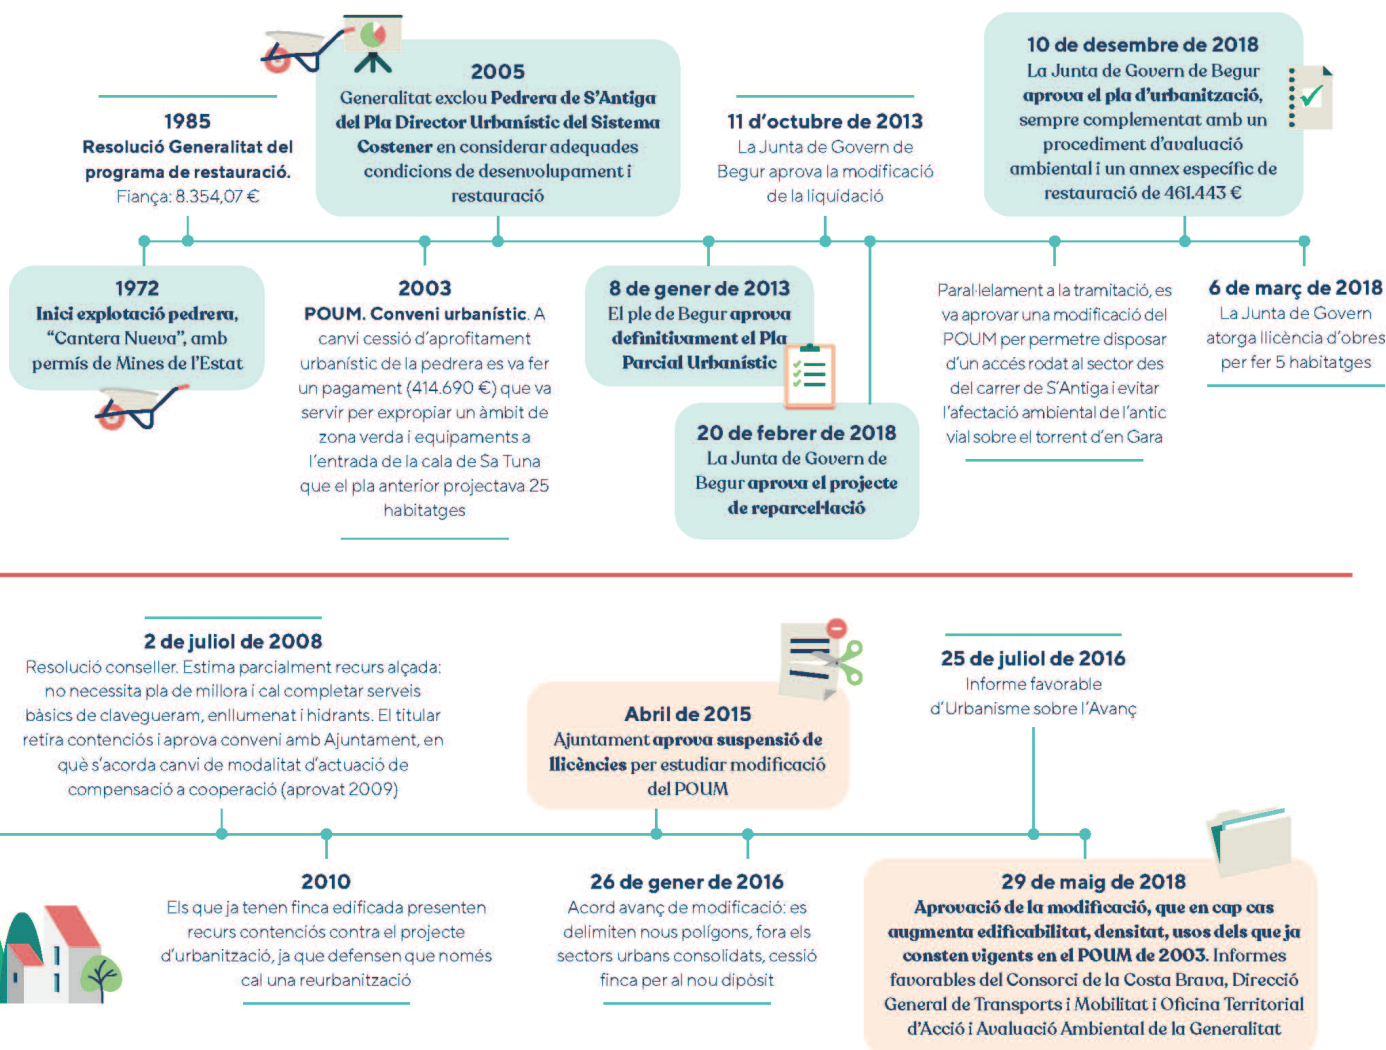 1985
Resolució Generalitat del
programa de restauració.
Fiança: 8.354,07 €
2005
Generalitat exclou Pedrera de S’Antiga
del Pla Director Urbanístic del Sistema
Costener en considerar adequades
condicions de desenvolupament i
restauració
11 d’octubre de 2013
La Junta de Govern de
Begur aprova la modificació
de la liquidació
10 de desembre de 2018
La Junta de Govern de Begur
aprova el pla d’urbanització,
sempre complementat amb un
procediment d’avaluació
ambiental i un annex específic de
restauració de 461.443 €
1972
Inici explotació pedrera,
“Cantera Nueva”, amb
permís de Mines de l’Estat
2003
POUM. Conveni urbanístic. A
canvi cessió d’aprofitament
urbanístic de la pedrera es va fer
un pagament (414.690 €) que va
servir per expropiar un àmbit de
zona verda i equipaments a
l’entrada de la cala de Sa Tuna
que el pla anterior projectava 25
habitatges
8 de gener de 2013
El ple de Begur aprova
definitivament el Pla
Parcial Urbanístic
20 de febrer de 2018
La Junta de Govern de
Begur aprova el projecte
de reparcel·lació
Paral·lelament a la tramitació, es
va aprovar una modificació del
POUM per permetre disposar
d’un accés rodat al sector des
del carrer de S’Antiga i evitar
l’afectació ambiental de l’antic
vial sobre el torrent d’en Gara
6 de març de 2018
La Junta de Govern
atorga llicència d’obres
per fer 5 habitatges
2 de juliol de 2008
Resolució conseller. Estima parcialment recurs alçada:
no necessita pla de millora i cal completar serveis
bàsics de clavegueram, enllumenat i hidrants. El titular
retira contenciós i aprova conveni amb Ajuntament, en
què s’acorda canvi de modalitat d’actuació de
compensació a cooperació (aprovat 2009)
Abril de 2015
Ajuntament aprova suspensió de
llicències per estudiar modificació
del POUM
25 de juliol de 2016
Informe favorable
d’Urbanisme sobre l’Avanç
2010
Els que ja tenen finca edificada presenten
recurs contenciós contra el projecte
d’urbanització, ja que defensen que només
cal una reurbanització
26 de gener de 2016
Acord avanç de modificació: es
delimiten nous polígons, fora els
sectors urbans consolidats, cessió
finca per al nou dipòsit
29 de maig de 2018
Aprovació de la modificació, que en cap cas
augmenta edificabilitat, densitat, usos dels que ja
consten vigents en el POUM de 2003. Informes
favorables del Consorci de la Costa Brava, Direcció
General de Transports i Mobilitat i Oficina Territorial
d’Acció i Avaluació Ambiental de la Generalitat